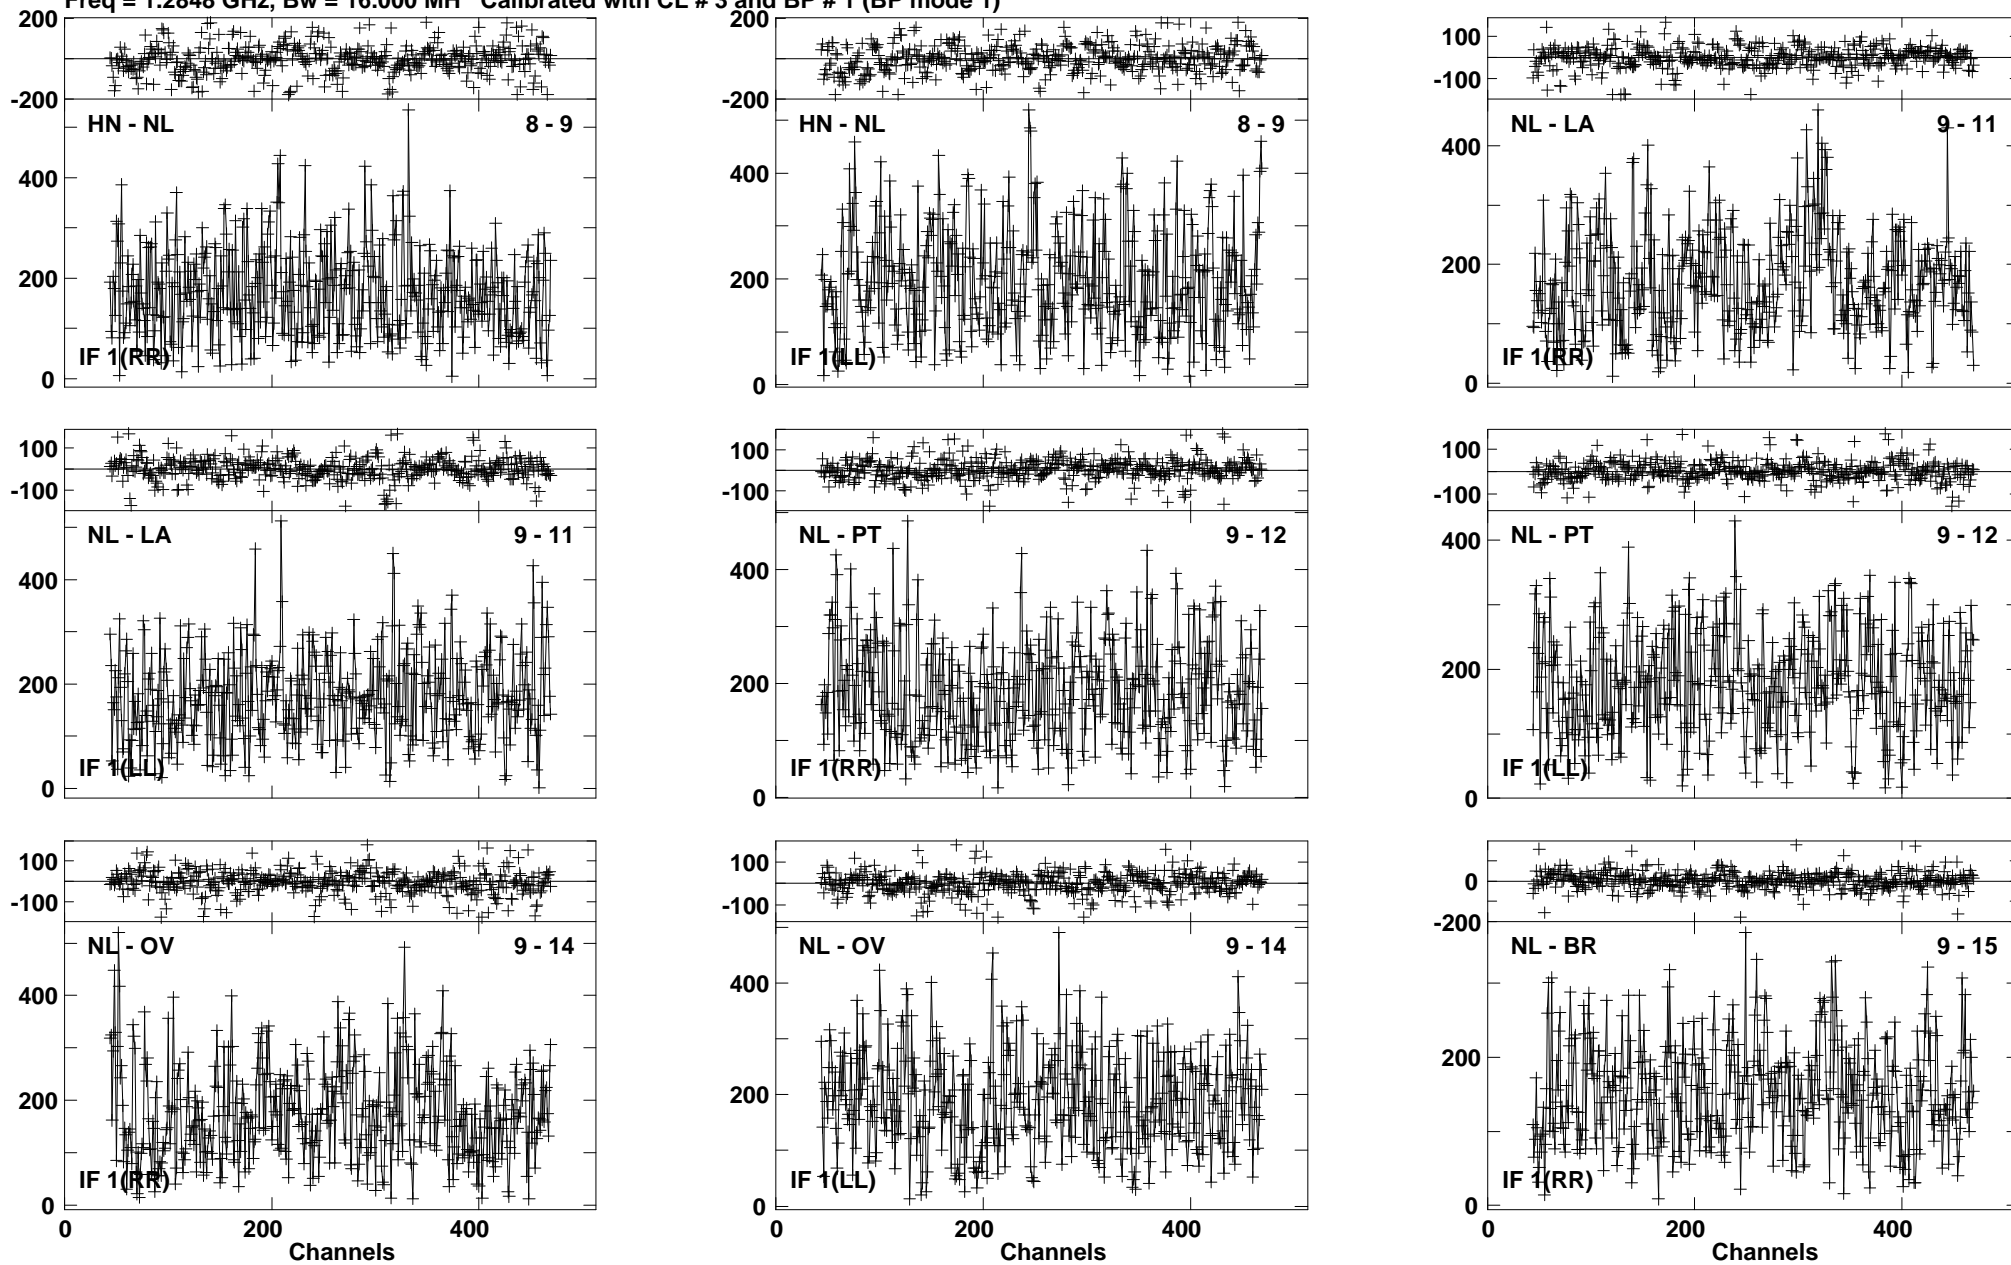 Freq = 1.2848 GHz, Bw = 16.000 MH Calibrated with CL # 3 and BP # 1 (BP mode 1)
200
-200
HN - NL 8 - 9
400
200
0
IF 1(RR)
200
-200
HN - NL 8 - 9
400
200
0
IF 1(LL)
100
-100
NL - LA 9 - 11
400
200
0
IF 1(RR)
100
-100
NL - LA 9 - 11
400
200
0
IF 1(LL)
100
-100
NL - PT 9 - 12
400
200
0
IF 1(RR)
100
-100
NL - PT 9 - 12
400
200
0
IF 1(LL)
100
-100
NL - OV 9 - 14
400
200
0
IF 1(RR)
0 200 400
Channels
100
-100
NL - OV 9 - 14
400
200
0
IF 1(LL)
0 200 400
0
-200
NL - BR 9 - 15
200
0
IF 1(RR)
0 200 400
Channels